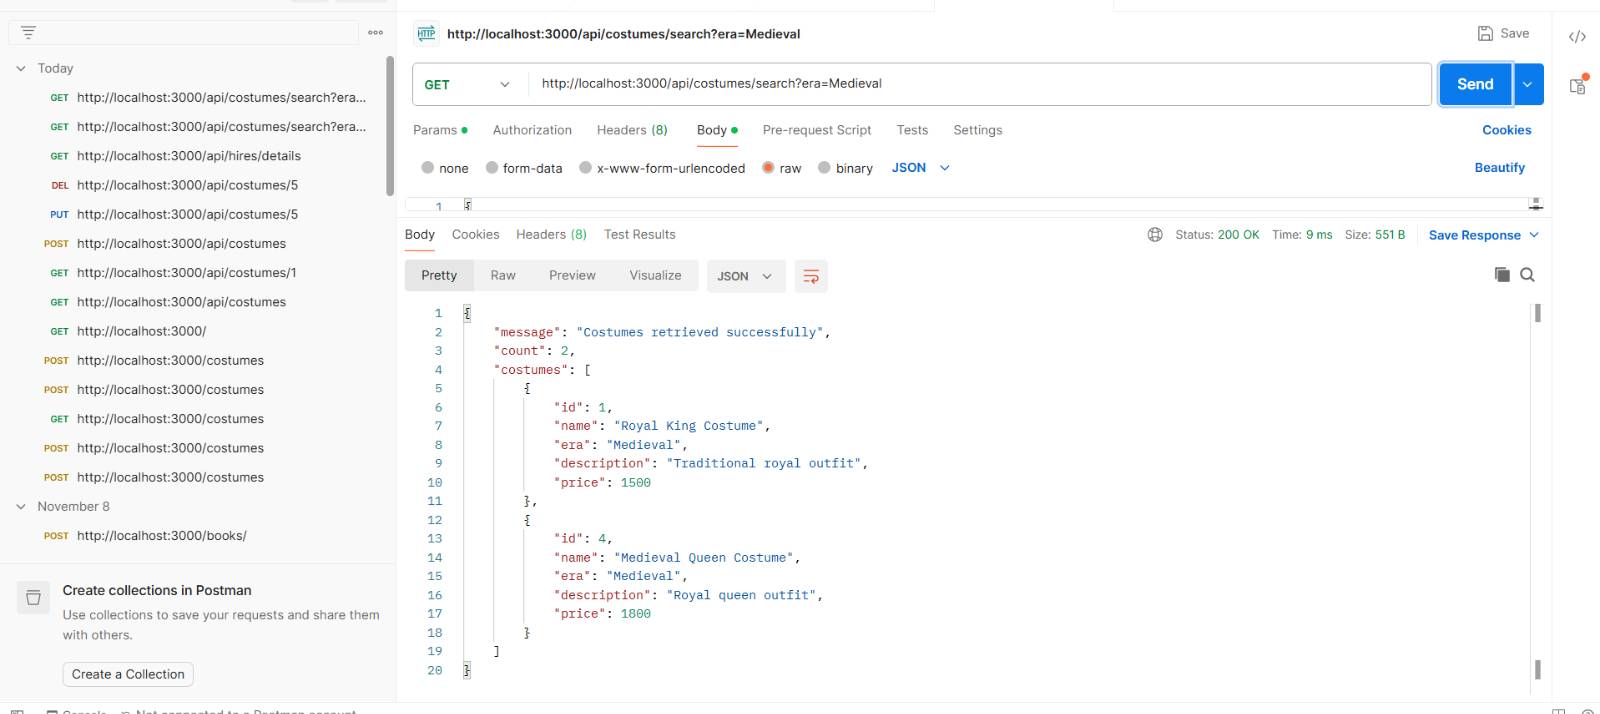 Today
GET http://localhost:3000/api/costumes/search?era...
GET http://localhost:3000/api/costumes/search?era...
GET http://localhost:3000/api/hires/details
DEL http://localhost:3000/api/costumes/5
PUT http://localhost:3000/api/costumes/5
POST http://localhost:3000/api/costumes
GET http://localhost:3000/api/costumes/1
GET http://localhost:3000/api/costumes
GET http://localhost:3000/
POST http://localhost:3000/costumes
POST http://localhost:3000/costumes
GET http://localhost:3000/costumes
POST http://localhost:3000/costumes
POST http://localhost:3000/costumes
November 8
POST http://localhost:3000/books/
Create collections in Postman
Use collections to save your requests and share them
with others.
Create a Collection
Console Not connected to a Postman account
HTTP http://localhost:3000/api/costumes/search?era=Medieval Save
GET http://localhost:3000/api/costumes/search?era=Medieval Send
Params Authorization Headers (8) Body Pre-request Script Tests Settings Cookies
none form-data x-www-form-urlencoded raw binary JSON Beautify
1 {
Body Cookies Headers (8) Test Results Status: 200 OK Time: 9 ms Size: 551 B Save Response
Pretty Raw Preview Visualize JSON
1 {
2 "message": "Costumes retrieved successfully",
3 "count": 2,
4 "costumes": [
5 {
6 "id": 1,
7 "name": "Royal King Costume",
8 "era": "Medieval",
9 "description": "Traditional royal outfit",
10 "price": 1500
11 },
12 {
13 "id": 4,
14 "name": "Medieval Queen Costume",
15 "era": "Medieval",
16 "description": "Royal queen outfit",
17 "price": 1800
18 }
19 ]
20 }